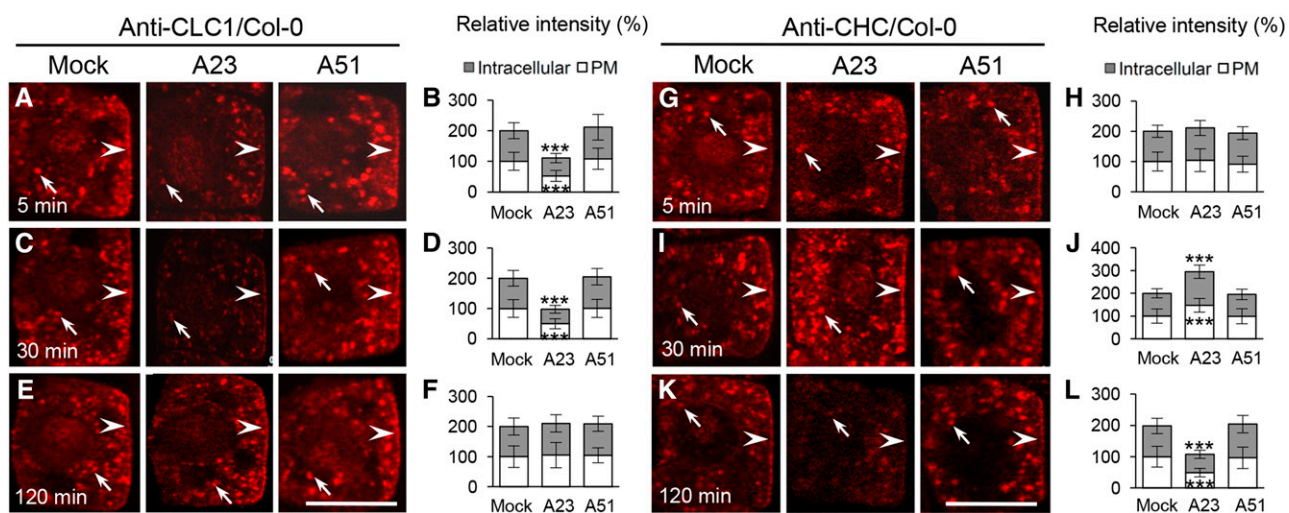 Anti-CLC1/Col-0
Relative intensity (%)
Anti-CHC/Col-0
Relative intensity (%)
Mock A23 A51
Intracellular PM
Mock A23 A51
Intracellular PM
A
5 min
B
300
200
100
0
***
***
Mock A23 A51
G
5 min
H
300
200
100
0
Mock A23 A51
C
30 min
D
300
200
100
0
***
***
Mock A23 A51
I
30 min
J
400
300
200
100
0
***
***
Mock A23 A51
E
120 min
F
300
200
100
0
Mock A23 A51
K
120 min
L
300
200
100
0
***
***
Mock A23 A51